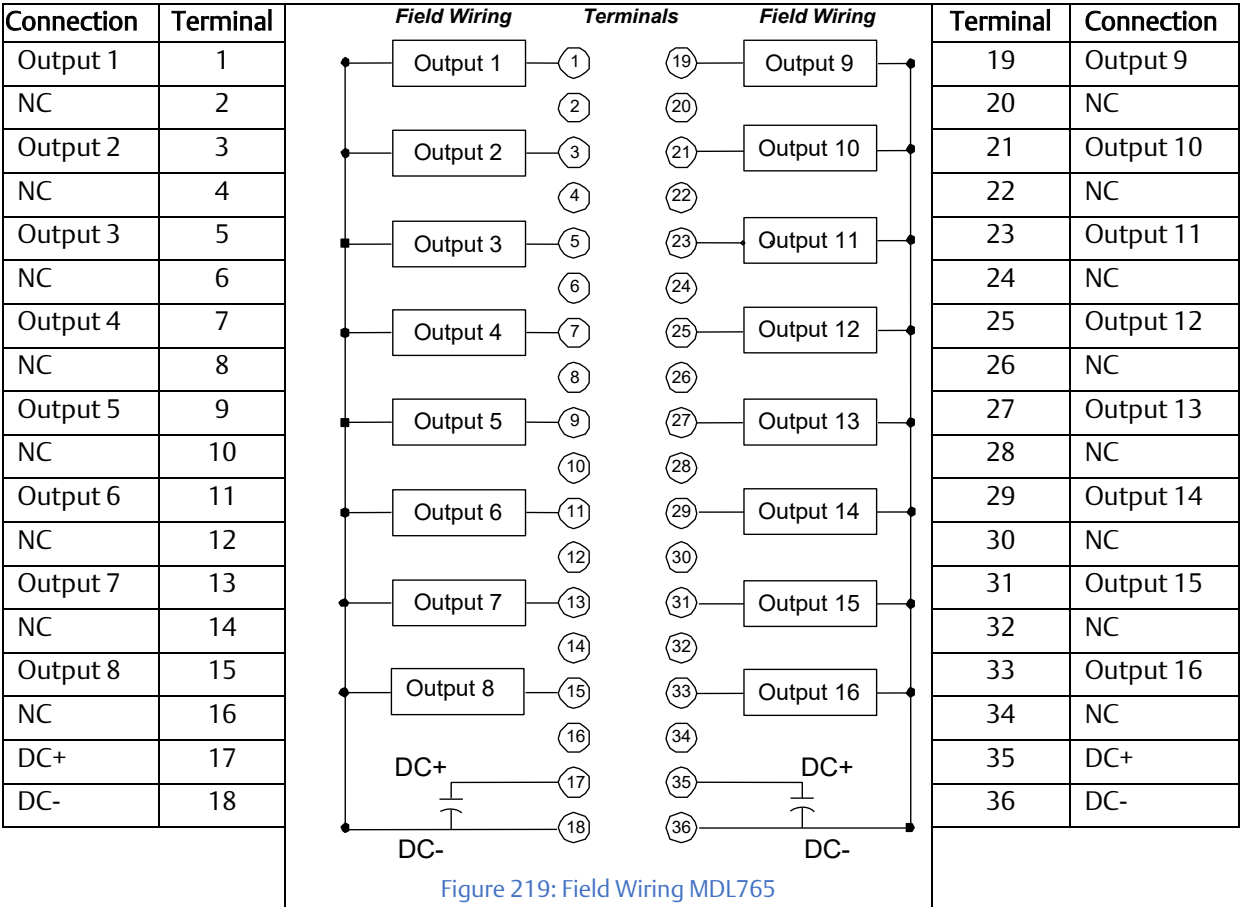 Connection Terminal Field Wiring Terminals Field Wiring Terminal Connection
Output 1 1 Output 1 1 19 Output 9 19 Output 9
NC 2 2 20 20 NC
Output 2 3 Output 2 3 21 Output 10 21 Output 10
NC 4 4 22 22 NC
Output 3 5 Output 3 5 23 Output 11 23 Output 11
NC 6 6 24 24 NC
Output 4 7 Output 4 7 25 Output 12 25 Output 12
NC 8 8 26 26 NC
Output 5 9 Output 5 9 27 Output 13 27 Output 13
NC 10 10 28 28 NC
Output 6 11 Output 6 11 29 Output 14 29 Output 14
NC 12 12 30 30 NC
Output 7 13 Output 7 13 31 Output 15 31 Output 15
NC 14 14 32 32 NC
Output 8 15 Output 8 15 33 Output 16 33 Output 16
NC 16 16 34 34 NC
DC+ 17 DC+ 17 35 DC+ 35 DC+
DC- 18 18 36 36 DC-
DC- DC-
Figure 219: Field Wiring MDL765